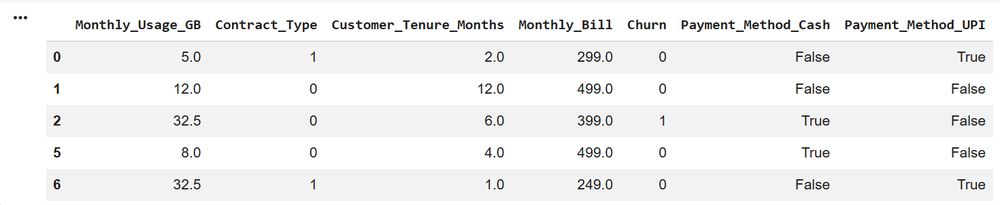 Monthly_Usage_GB Contract_Type Customer_Tenure_Months Monthly_Bill Churn Payment_Method_Cash Payment_Method_UPI
0 5.0 1 2.0 299.0 0 False True
1 12.0 0 12.0 499.0 0 False False
2 32.5 0 6.0 399.0 1 True False
5 8.0 0 4.0 499.0 0 True False
6 32.5 1 1.0 249.0 0 False True